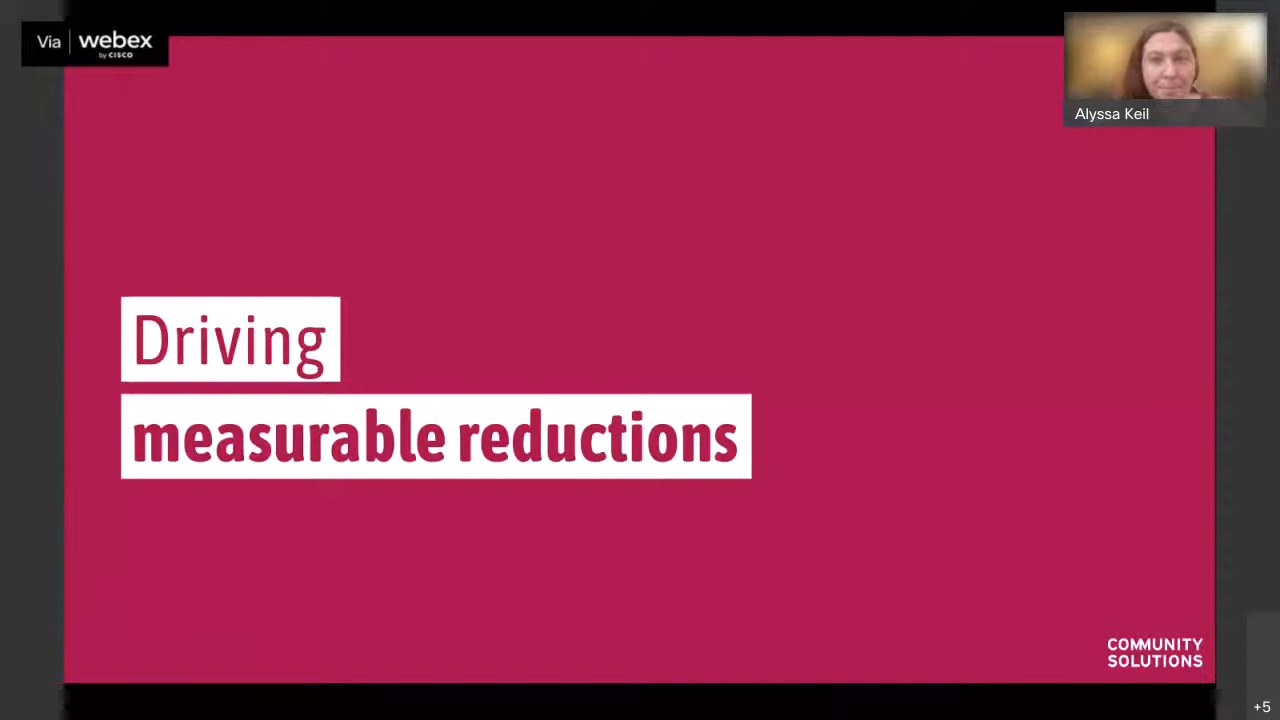 Via webex
by CISCO
Alyssa Keil
Driving
measurable reductions
COMMUNITY
SOLUTIONS
+5